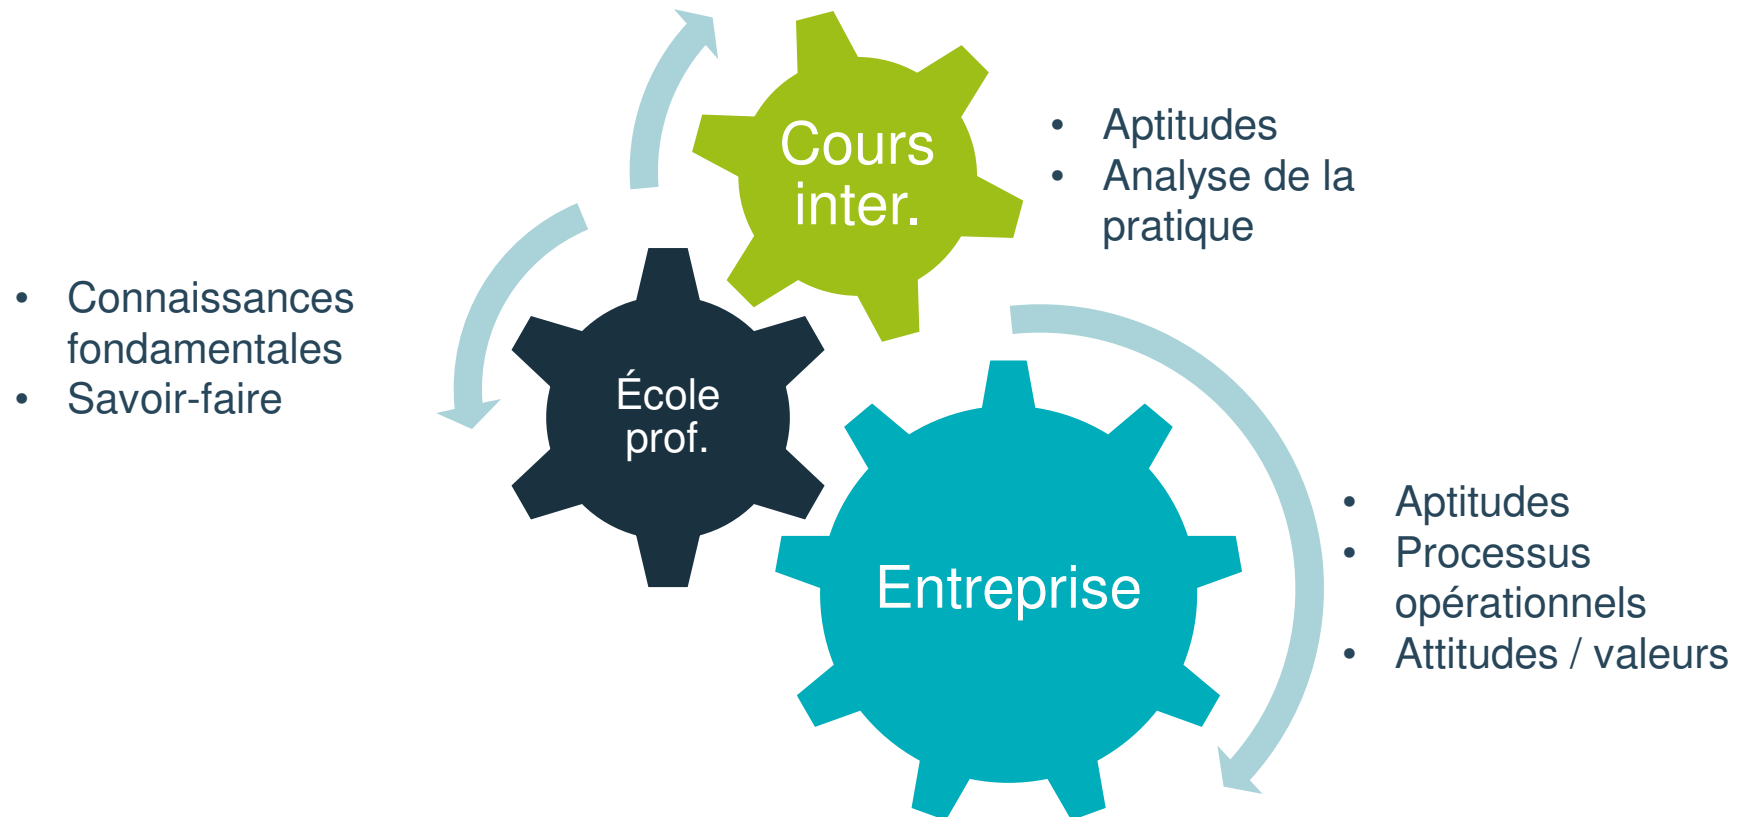 Cours
inter.
• Aptitudes
• Analyse de la
pratique
• Connaissances
fondamentales
• Savoir-faire
École
prof.
Entreprise
• Aptitudes
• Processus
opérationnels
• Attitudes / valeurs